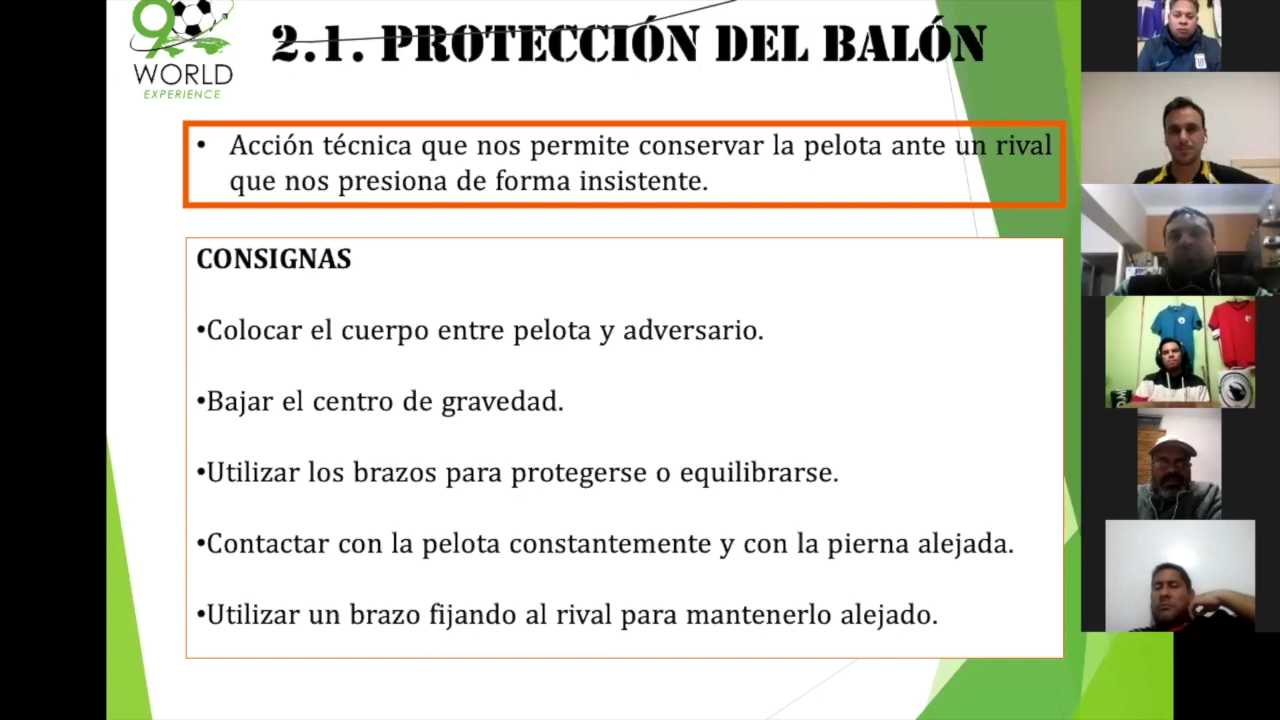 2.1. PROTECCIÓN DEL BALÓN
90
WORLD
EXPERIENCE
• Acción técnica que nos permite conservar la pelota ante un rival
que nos presiona de forma insistente.
CONSIGNAS
•Colocar el cuerpo entre pelota y adversario.
•Bajar el centro de gravedad.
•Utilizar los brazos para protegerse o equilibrarse.
•Contactar con la pelota constantemente y con la pierna alejada.
•Utilizar un brazo fijando al rival para mantenerlo alejado.